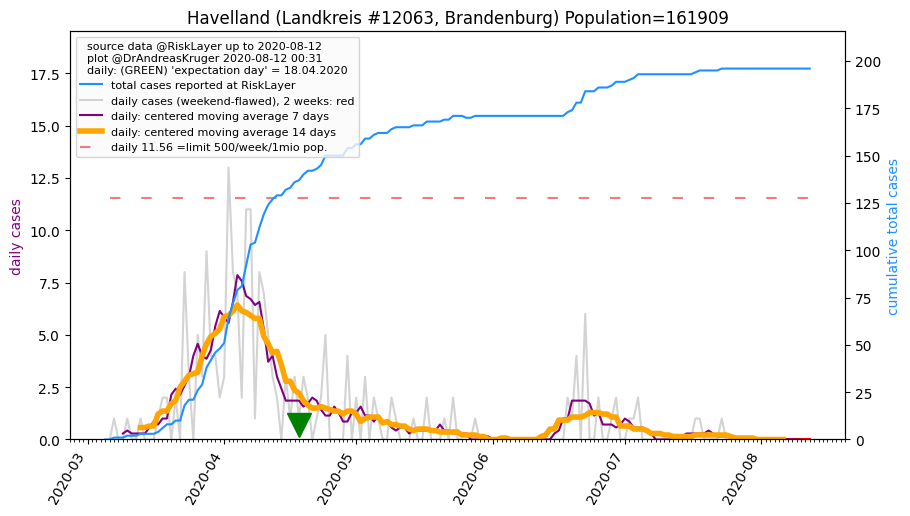 Havelland (Landkreis #12063, Brandenburg) Population=161909
source data @RiskLayer up to 2020-08-12
plot @DrAndreasKruger 2020-08-12 00:31
daily: (GREEN) 'expectation day' = 18.04.2020
total cases reported at RiskLayer
daily cases (weekend-flawed), 2 weeks: red
daily: centered moving average 7 days
daily: centered moving average 14 days
daily 11.56 =limit 500/week/1mio pop.
daily cases
17.5
15.0
12.5
10.0
7.5
5.0
2.5
0.0
cumulative total cases
200
175
150
125
100
75
50
25
0
2020-03
2020-04
2020-05
2020-06
2020-07
2020-08